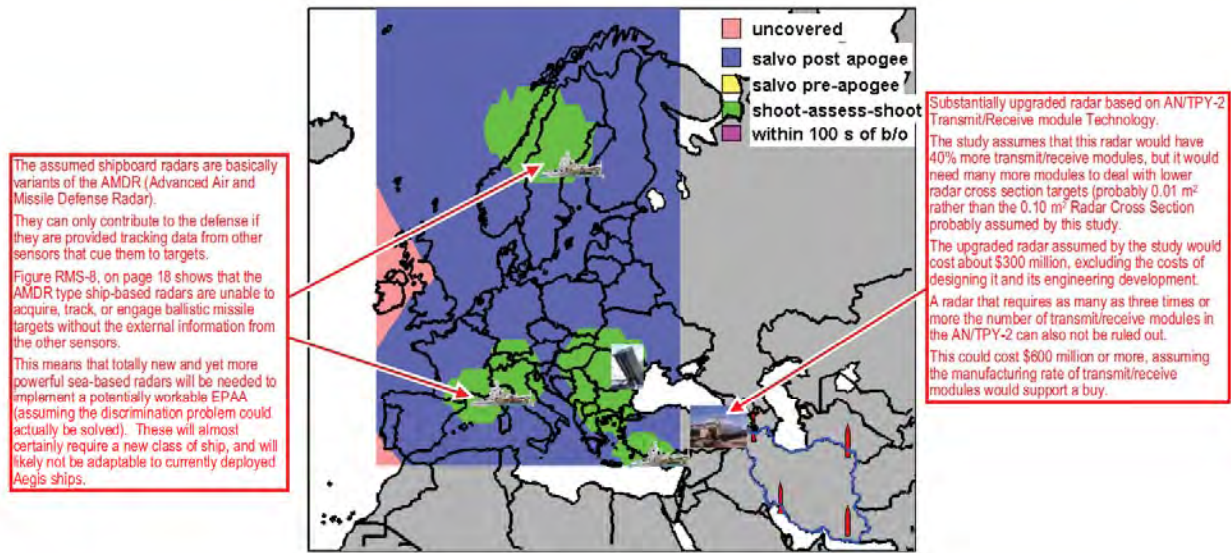 The assumed shipboard radars are basically
variants of the AMDR (Advanced Air and
Missile Defense Radar).
They can only contribute to the defense if
they are provided tracking data from other
sensors that cue them to targets.
Figure RMS-8, on page 18 shows that the
AMDR type ship-based radars are unable to
acquire, track, or engage ballistic missile
targets without the external information from
the other sensors.
This means that totally new and yet more
powerful sea-based radars will be needed to
implement a potentially workable EPAA
(assuming the discrimination problem could
actually be solved). These will almost
certainly require a new class of ship, and will
likely not be adaptable to currently deployed
Aegis ships.
uncovered
salvo post apogee
salvo pre-apogee
shoot-assess-shoot
within 100 s of b/o
Substantially upgraded radar based on AN/TPY-2
Transmit/Receive module Technology.
The study assumes that this radar would have
40% more transmit/receive modules, but it would
need many more modules to deal with lower
radar cross section targets (probably 0.01 m²
rather than the 0.10 m² Radar Cross Section
probably assumed by this study.
The upgraded radar assumed by the study would
cost about $300 million, excluding the costs of
designing it and its engineering development.
A radar that requires as many as three times or
more the number of transmit/receive modules in
the AN/TPY-2 can also not be ruled out.
This could cost $600 million or more, assuming
the manufacturing rate of transmit/receive
modules would support a buy.